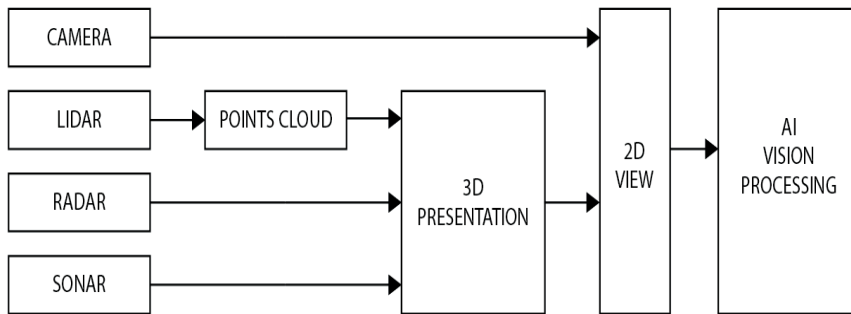 CAMERA
LIDAR
POINTS CLOUD
RADAR
SONAR
3D
PRESENTATION
2D
VIEW
AI
VISION
PROCESSING